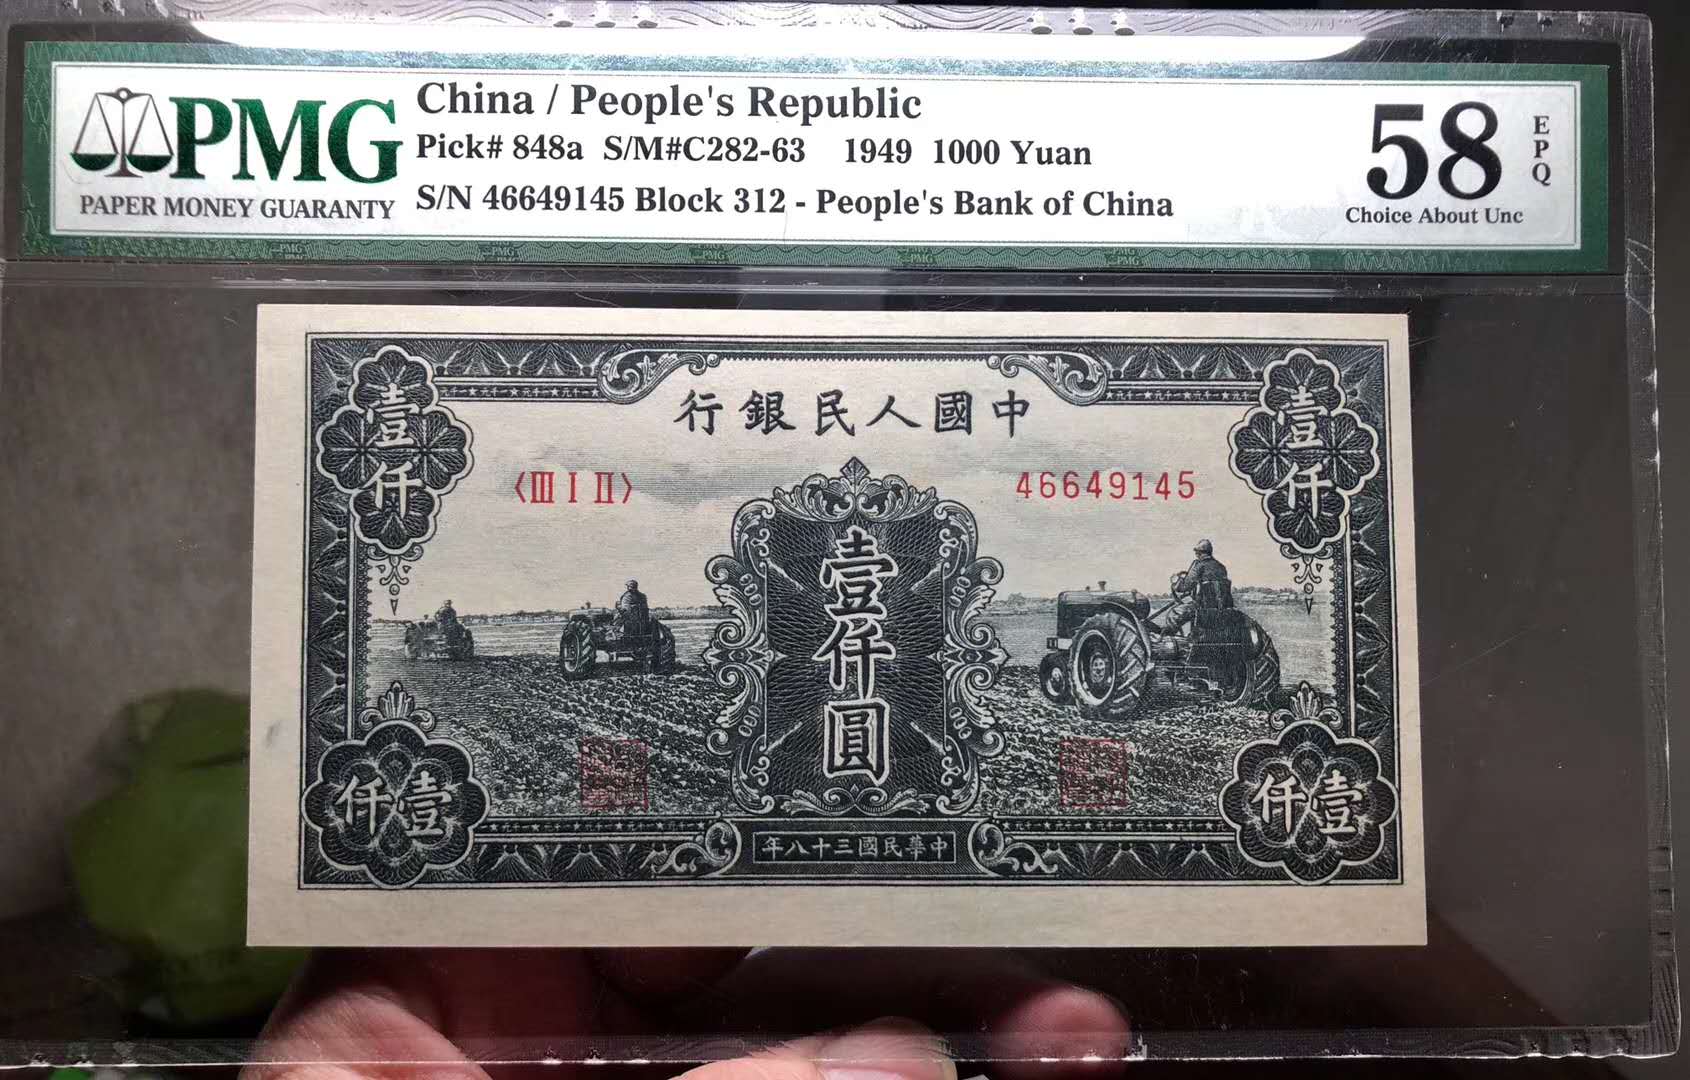 PMG
PAPER MONEY GUARANTY
China / People's Republic
Pick# 848a S/M#C282-63 1949 1000 Yuan
S/N 46649145 Block 312 - People's Bank of China
58
EPQ
Choice About Unc
壹仟
壹仟
行銀民人國中
〈III I II〉
46649145
壹仟圓
仟壹
仟壹
年八十三國民華中